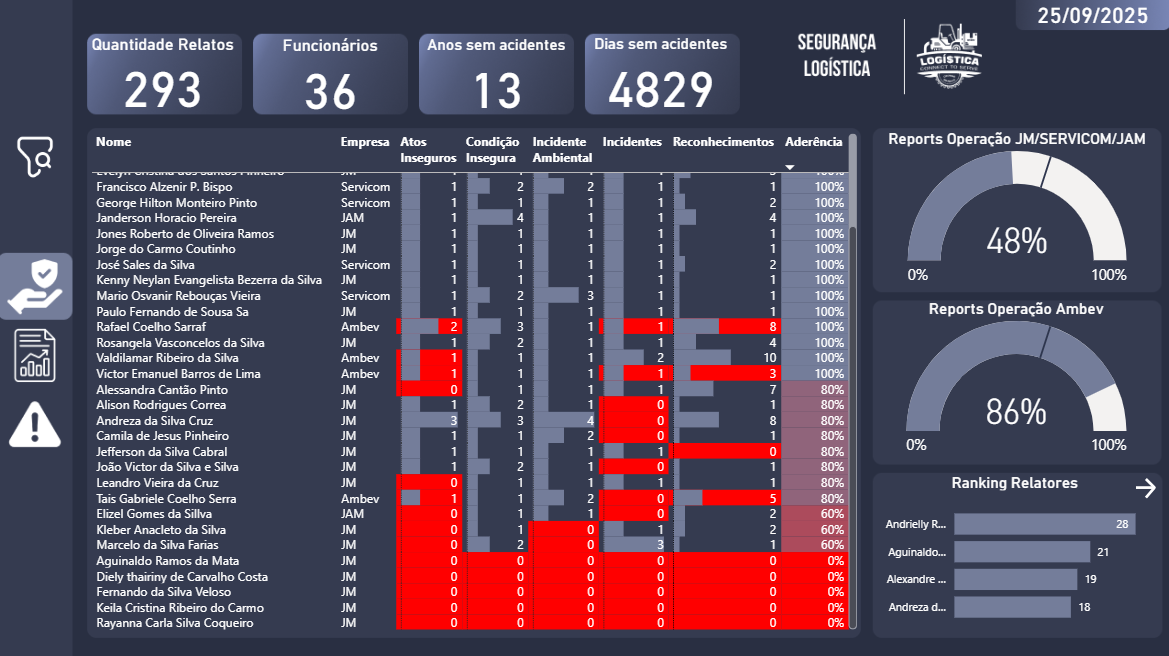 25/09/2025
Quantidade Relatos
293
Funcionários
36
Anos sem acidentes
13
Dias sem acidentes
4829
SEGURANÇA
LOGÍSTICA
LOGÍSTICA
CONNECT TO SERVE
Nome Empresa Atos Inseguros Condição Insegura Incidente Ambiental Incidentes Reconhecimentos Aderência
Evelyn Cristina dos Santos Pinheiro JM 1 1 1 1 3 100%
Francisco Alzenir P. Bispo Servicom 1 2 2 1 1 100%
George Hilton Monteiro Pinto Servicom 1 1 1 1 2 100%
Janderson Horacio Pereira JAM 1 4 1 1 4 100%
Jones Roberto de Oliveira Ramos JM 1 1 1 1 1 100%
Jorge do Carmo Coutinho JM 1 1 1 1 1 100%
José Sales da Silva Servicom 1 1 1 1 2 100%
Kenny Neylan Evangelista Bezerra da Silva JM 1 1 1 1 1 100%
Mario Osvanir Rebouças Vieira Servicom 1 2 3 1 1 100%
Paulo Fernando de Sousa Sa JM 1 1 1 1 1 100%
Rafael Coelho Sarraf Ambev 2 3 1 1 8 100%
Rosangela Vasconcelos da Silva JM 1 2 1 1 4 100%
Valdilamar Ribeiro da Silva Ambev 1 1 1 2 10 100%
Victor Emanuel Barros de Lima Ambev 1 1 1 1 3 100%
Alessandra Cantão Pinto JM 0 1 1 1 7 80%
Alison Rodrigues Correa JM 1 2 1 0 1 80%
Andreza da Silva Cruz JM 3 3 4 0 8 80%
Camila de Jesus Pinheiro JM 1 1 2 0 1 80%
Jefferson da Silva Cabral JM 1 1 1 1 0 80%
João Victor da Silva e Silva JM 1 2 1 0 1 80%
Leandro Vieira da Cruz JM 0 1 1 1 1 80%
Tais Gabriele Coelho Serra Ambev 1 1 2 0 5 80%
Elizel Gomes da Sillva JAM 0 1 1 0 2 60%
Kleber Anacleto da Silva JM 0 1 0 1 2 60%
Marcelo da Silva Farias JM 0 2 0 3 1 60%
Aguinaldo Ramos da Mata JM 0 0 0 0 0 0%
Diely thairiny de Carvalho Costa JM 0 0 0 0 0 0%
Fernando da Silva Veloso JM 0 0 0 0 0 0%
Keila Cristina Ribeiro do Carmo JM 0 0 0 0 0 0%
Rayanna Carla Silva Coqueiro JM 0 0 0 0 0 0%
Reports Operação JM/SERVICOM/JAM
48%
0% 100%
Reports Operação Ambev
86%
0% 100%
Ranking Relatores
Andrielly R... 28
Aguinaldo... 21
Alexandre ... 19
Andreza d... 18